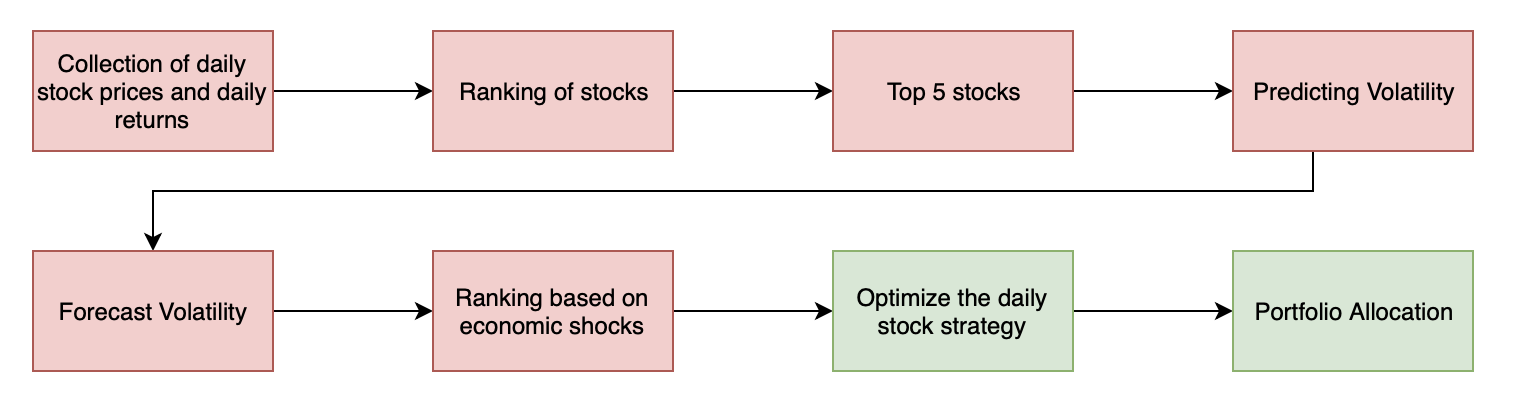 Collection of daily
stock prices and daily
returns
Ranking of stocks
Top 5 stocks
Predicting Volatility
Forecast Volatility
Ranking based on
economic shocks
Optimize the daily
stock strategy
Portfolio Allocation